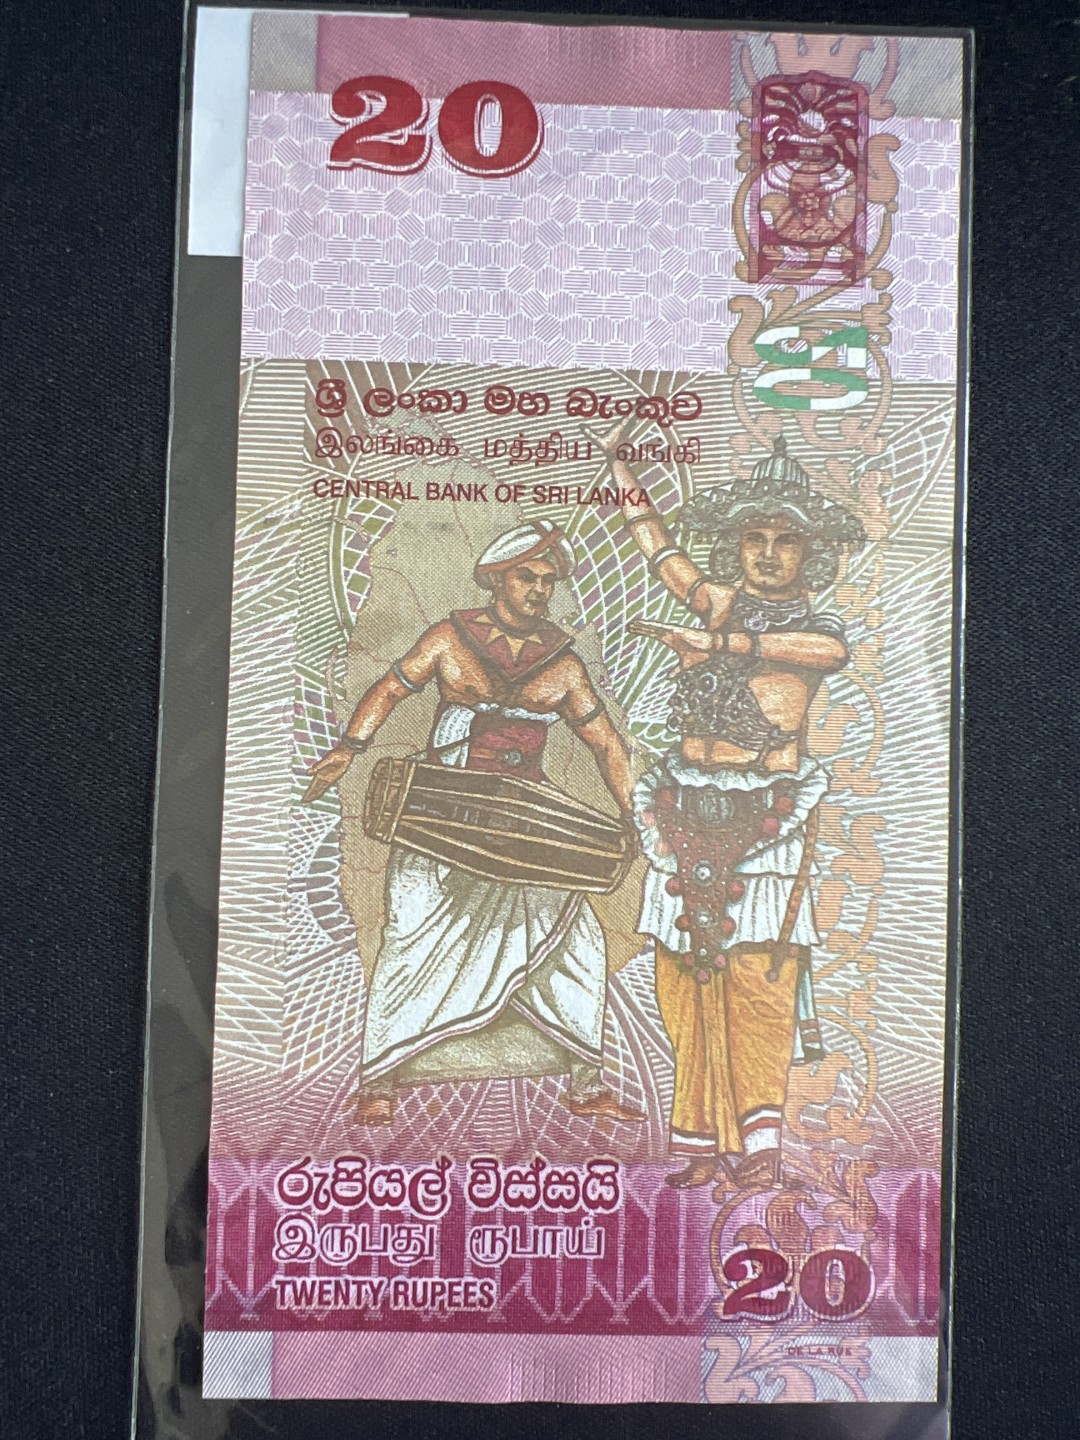 20
20
ශ්‍රී ලංකා මහ බැංකුව
இலங்கை மத்திய வங்கி
CENTRAL BANK OF SRI LANKA
රුපියල් විස්සයි
இருபது ரூபாய்
TWENTY RUPEES
20
DE LA RUE